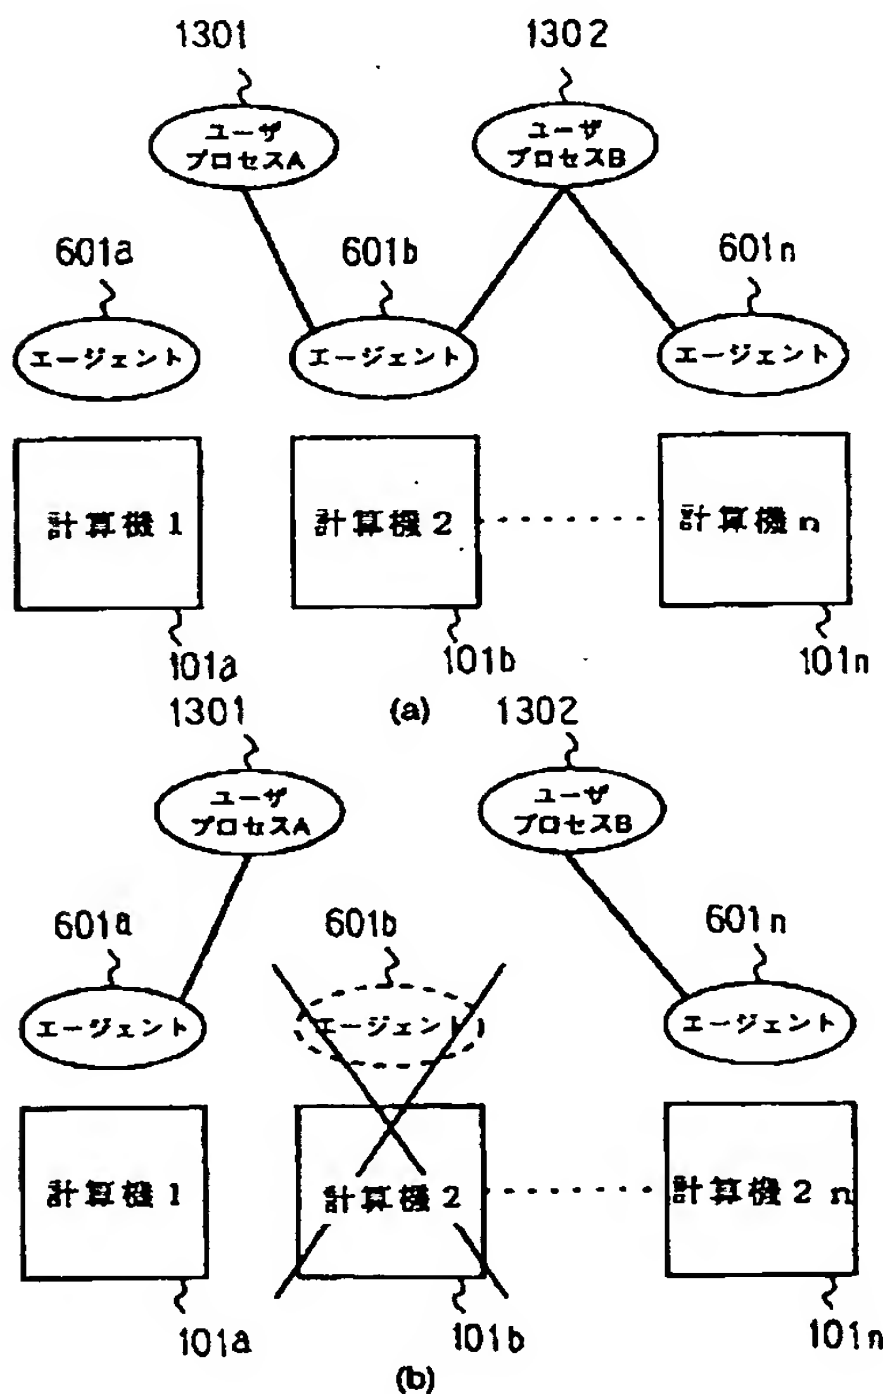 1301 1302
ユーザ
プロセスA
ユーザ
プロセスB
601a 601b 601n
エージェント エージェント エージェント
計算機1 計算機2 計算機n
101a 101b 101n
(a)
1301 1302
ユーザ
プロセスA
ユーザ
プロセスB
601a 601b 601n
エージェント エージェント エージェント
計算機1 計算機2 計算機2 n
101a 101b 101n
(b)